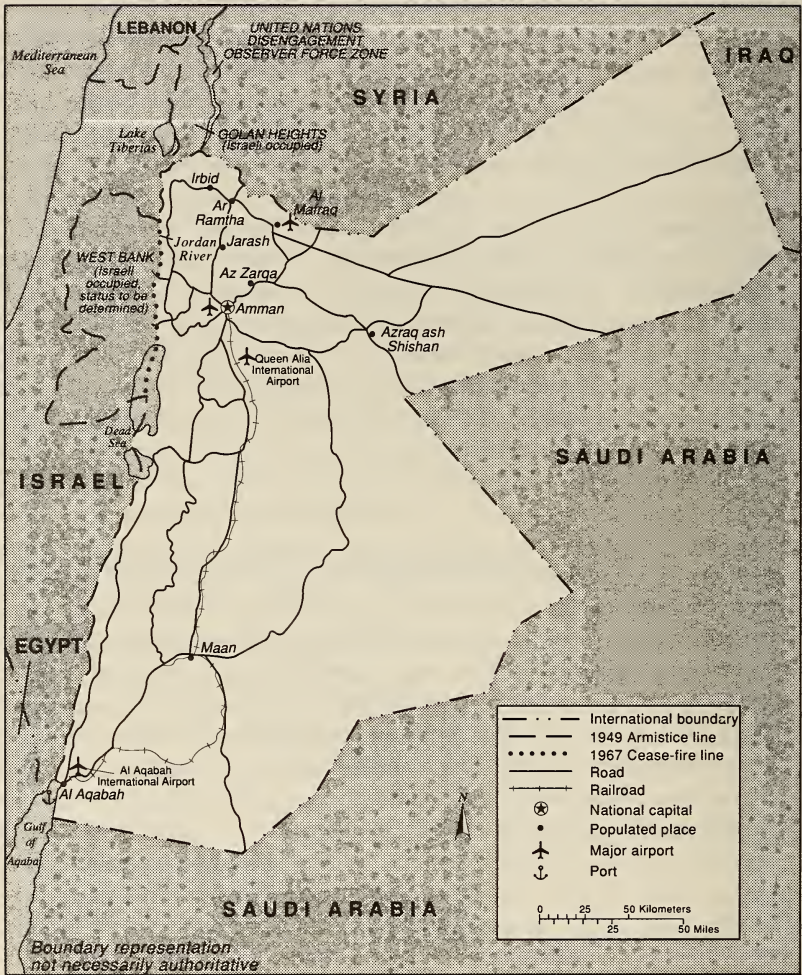 LEBANON
UNITED NATIONS
DISENGAGEMENT
OBSERVER FORCE ZONE
Mediterranean
Sea
IRAQ
SYRIA
Lake
Tiberias
GOLAN HEIGHTS
(Israeli occupied)
Irbid
Ar
Ramtha
Al
Mafraq
Jordan
River
Jarash
WEST BANK
(Israeli
occupied,
status to be
determined)
Az Zarqa
Amman
Azraq ash
Shishan
Queen Alia
International
Airport
Dead
Sea
ISRAEL
SAUDI ARABIA
EGYPT
Maan
Al Aqabah
International Airport
Al Aqabah
Gulf
of
Aqaba
N
SAUDI ARABIA
Boundary representation
not necessarily authoritative
International boundary
1949 Armistice line
1967 Cease-fire line
Road
Railroad
National capital
Populated place
Major airport
Port
0 25 50 Kilometers
0 25 50 Miles